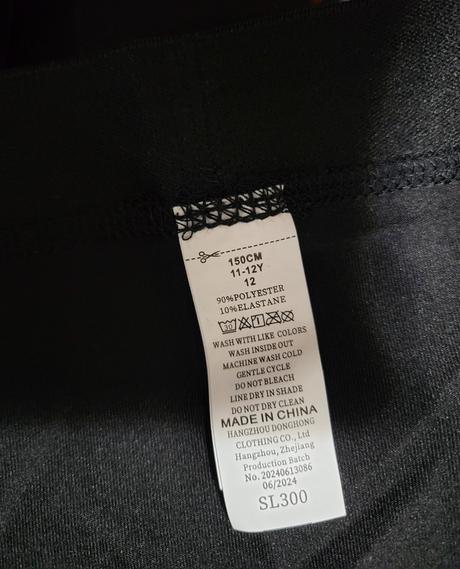 150CM
11-12Y
12
90%POLYESTER
10%ELASTANE
30
WASH WITH LIKE COLORS
WASH INSIDE OUT
MACHINE WASH COLD
GENTLE CYCLE
DO NOT BLEACH
LINE DRY IN SHADE
DO NOT DRY CLEAN
MADE IN CHINA
HANGZHOU DONGHONG
CLOTHING CO., Ltd
Hangzhou, Zhejiang
Production Batch
No. 20240613086
06/2024
SL300